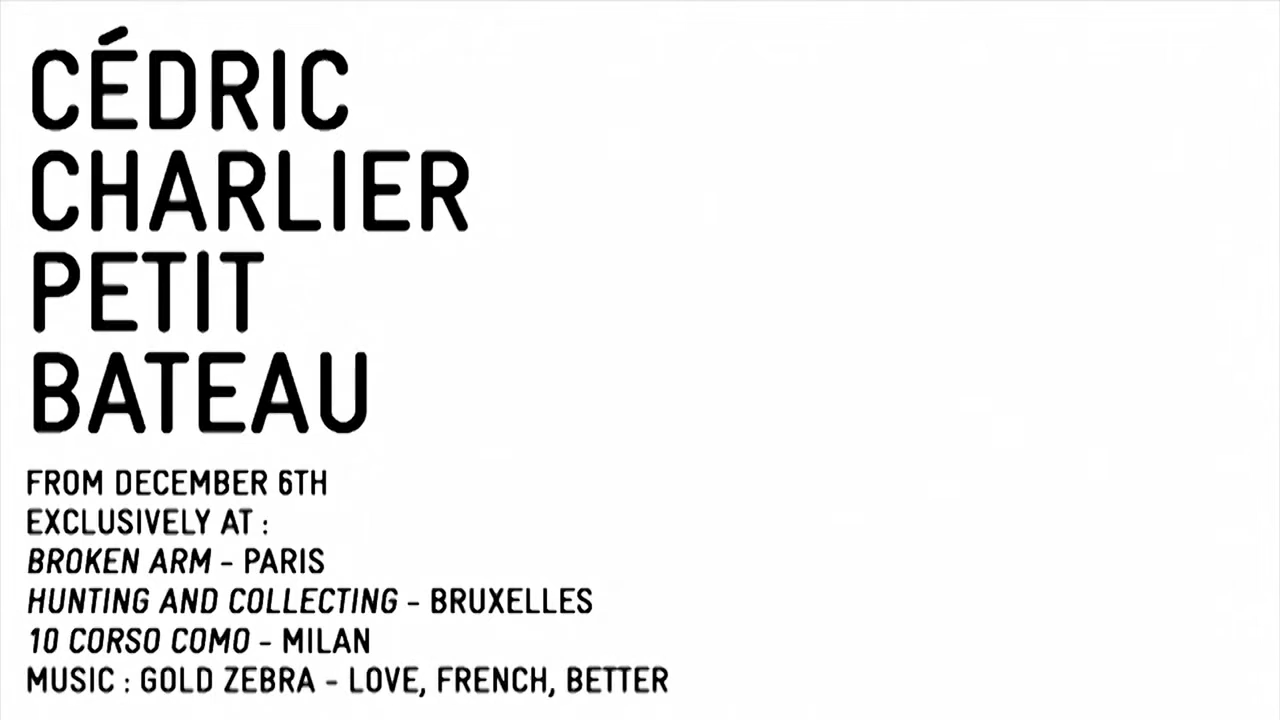 CÉDRIC
CHARLIER
PETIT
BATEAU
FROM DECEMBER 6TH
EXCLUSIVELY AT :
BROKEN ARM - PARIS
HUNTING AND COLLECTING - BRUXELLES
10 CORSO COMO - MILAN
MUSIC : GOLD ZEBRA - LOVE, FRENCH, BETTER